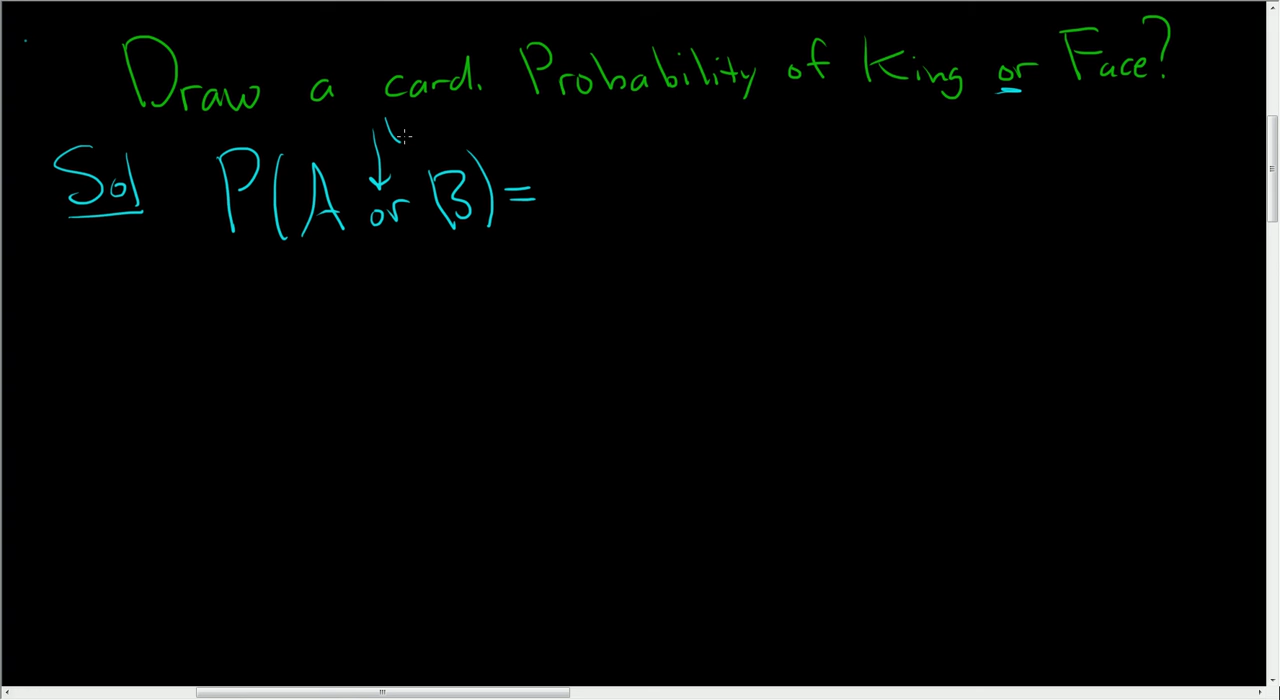 Draw a card. Probability of King or Face?
Sol P(A or B)=